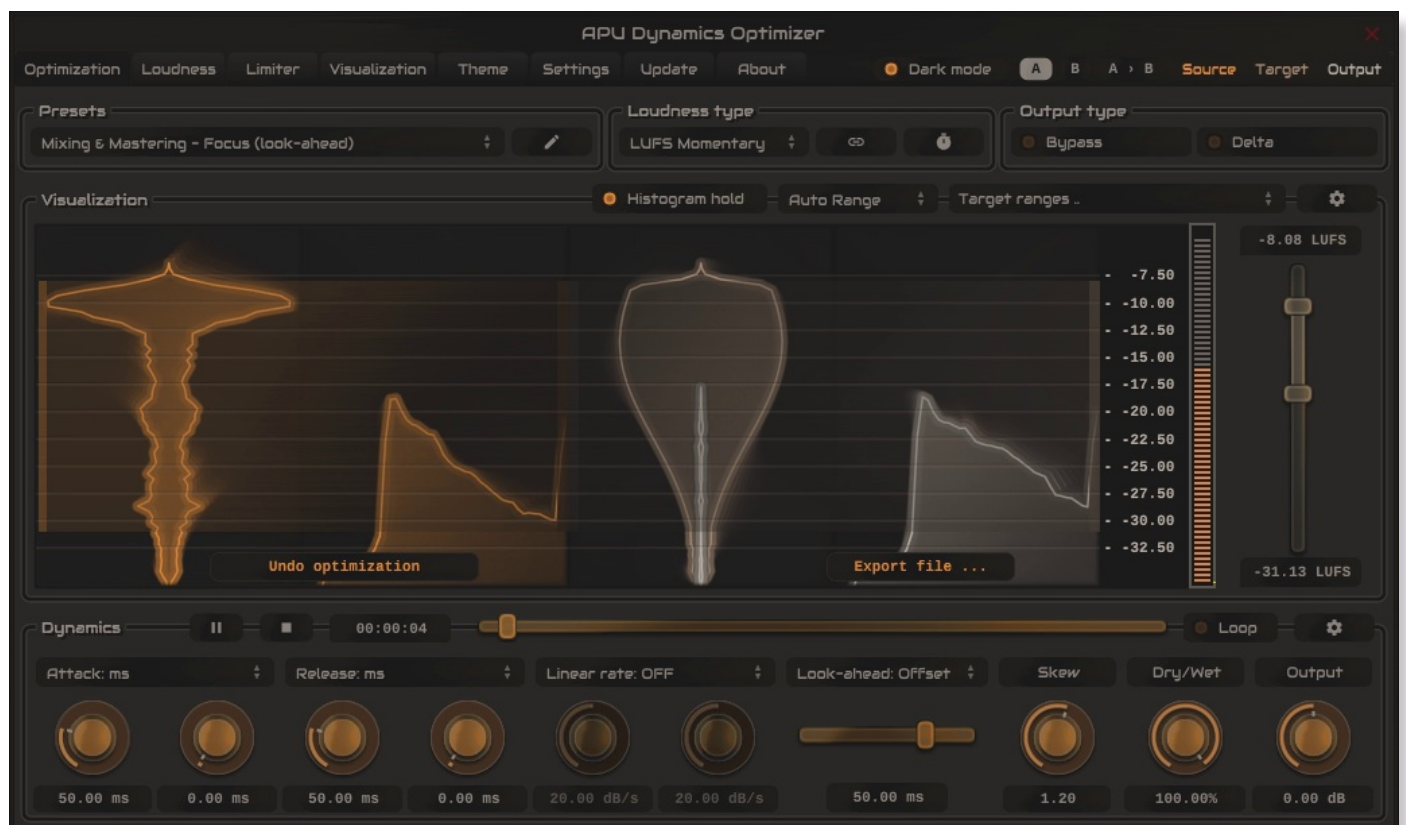 APU Dynamics Optimizer
Optimization Loudness Limiter Visualization Theme Settings Update About Dark mode A B A › B Source Target Output
Presets Loudness type Output type
Mixing & Mastering - Focus (look-ahead) LUFS Momentary Bypass Delta
Visualization Histogram hold Auto Range Target ranges ..
-8.08 LUFS
- -7.50
- -10.00
- -12.50
- -15.00
- -17.50
- -20.00
- -22.50
- -25.00
- -27.50
- -30.00
- -32.50
Undo optimization Export file ... -31.13 LUFS
Dynamics 00:00:04 Loop
Attack: ms Release: ms Linear rate: OFF Look-ahead: Offset Skew Dry/Wet Output
50.00 ms 0.00 ms 50.00 ms 0.00 ms 20.00 dB/s 20.00 dB/s 50.00 ms 1.20 100.00% 0.00 dB